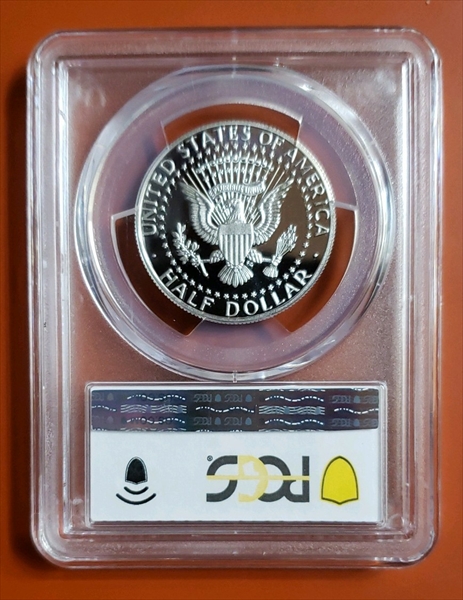 UNITED STATES OF AMERICA
HALF DOLLAR
PCGS